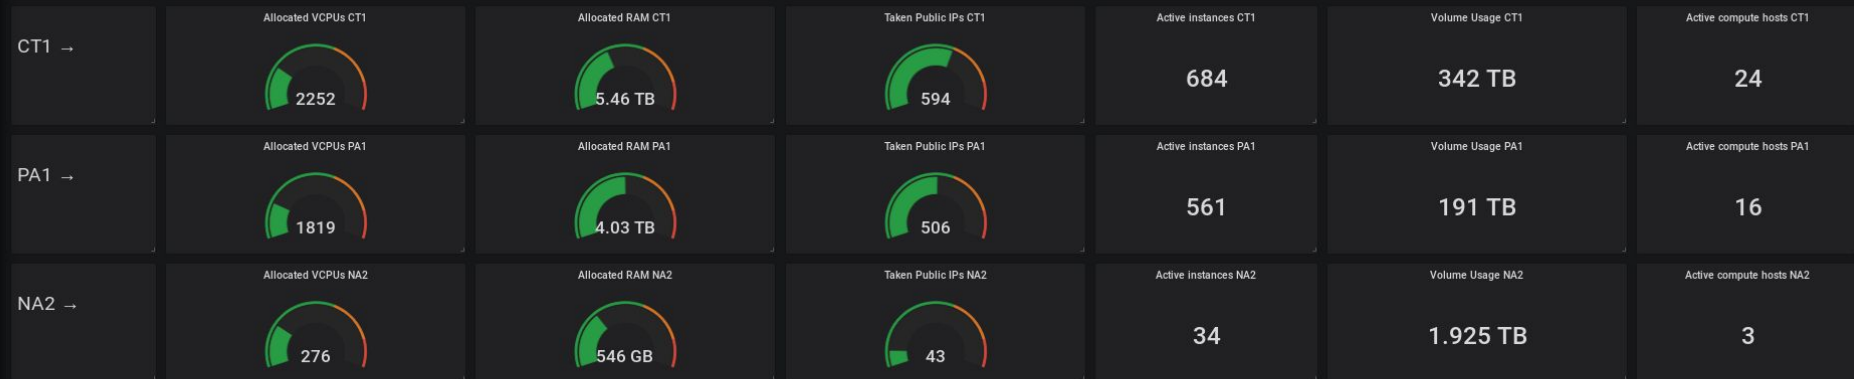 CT1 →
Allocated VCPUs CT1
2252
Allocated RAM CT1
5.46 TB
Taken Public IPs CT1
594
Active instances CT1
684
Volume Usage CT1
342 TB
Active compute hosts CT1
24
PA1 →
Allocated VCPUs PA1
1819
Allocated RAM PA1
4.03 TB
Taken Public IPs PA1
506
Active instances PA1
561
Volume Usage PA1
191 TB
Active compute hosts PA1
16
NA2 →
Allocated VCPUs NA2
276
Allocated RAM NA2
546 GB
Taken Public IPs NA2
43
Active instances NA2
34
Volume Usage NA2
1.925 TB
Active compute hosts NA2
3